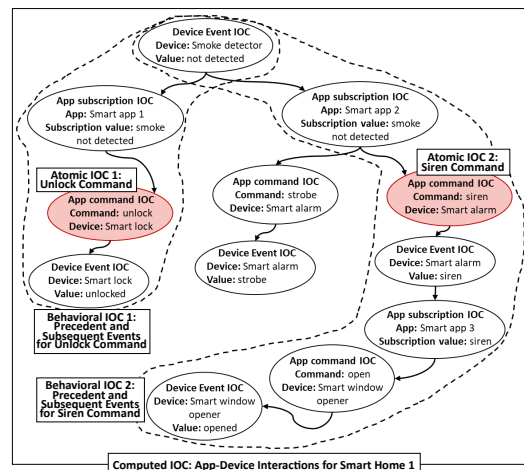 Device Event IOC
Device: Smoke detector
Value: not detected
App subscription IOC
App: Smart app 1
Subscription value: smoke
not detected
App subscription IOC
App: Smart app 2
Subscription value: smoke
not detected
Atomic IOC 1:
Unlock Command
App command IOC
Command: unlock
Device: Smart lock
App command IOC
Command: strobe
Device: Smart alarm
Atomic IOC 2:
Siren Command
App command IOC
Command: siren
Device: Smart alarm
Device Event IOC
Device: Smart lock
Value: unlocked
Device Event IOC
Device: Smart alarm
Value: strobe
Device Event IOC
Device: Smart alarm
Value: siren
Behavioral IOC 1:
Precedent and
Subsequent Events
for Unlock Command
App subscription IOC
App: Smart app 3
Subscription value: siren
App command IOC
Command: open
Device: Smart window
opener
Behavioral IOC 2:
Precedent and
Subsequent Events
for Siren Command
Device Event IOC
Device: Smart window
opener
Value: opened
Computed IOC: App-Device Interactions for Smart Home 1